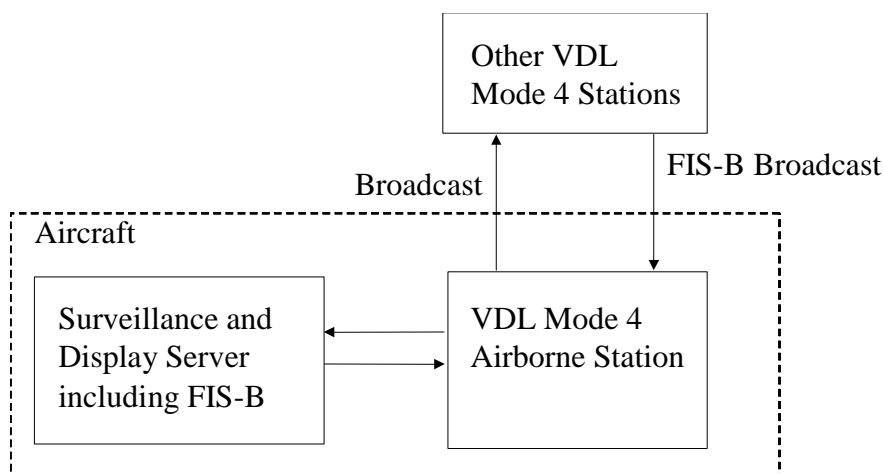 Other VDL
Mode 4 Stations
Broadcast
FIS-B Broadcast
Aircraft
Surveillance and
Display Server
including FIS-B
VDL Mode 4
Airborne Station